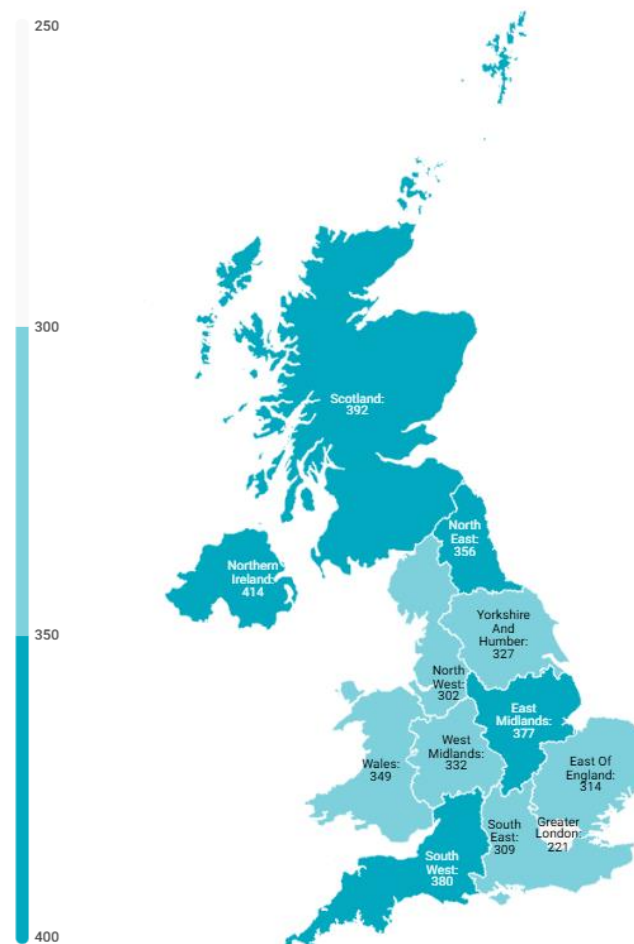 250
300
350
400
Scotland:
392
North
East:
356
Northern
Ireland:
414
Yorkshire
And
Humber:
327
North
West:
302
East
Midlands:
377
West
Midlands:
332
Wales:
349
East Of
England:
314
Greater
London:
221
South
East:
309
South
West:
380